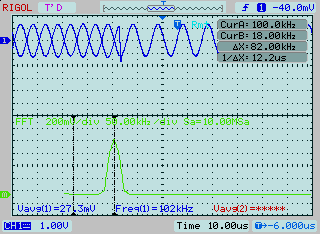 RIGOL T'D f 1 -40.0mV
CurA= 100.0kHz
CurB= 18.00kHz
ΔX= 82.00kHz
1/ΔX= 12.2us
FFT 200mV/div 50.00kHz/div Sa=10.00MSa
Vavg(1)=27.3mV Freq(1)=102kHz Vavg(2)=*****
CH1 1.00V Time 10.00us T→-6.000us